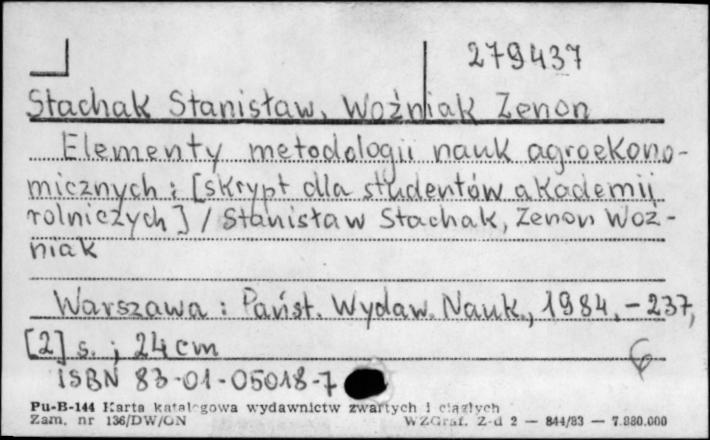 279437
Stachak Stanisław, Woźniak Zenon
Elementy metodologii nauk agroekono-
micznych : [skrypt dla studentów akademii
rolniczych] / Stanisław Stachak, Zenon Woź-
niak
Warszawa : Państ. Wydaw. Nauk., 1984. – 237,
[2] s. ; 24 cm
ISBN 83-01-05018-7
Pu-B-144 Karta katalogowa wydawnictw zwartych i ciągłych
Zam. nr 136/DW/ON WZGraf. Z-d 2 — 844/83 — 7.980.000